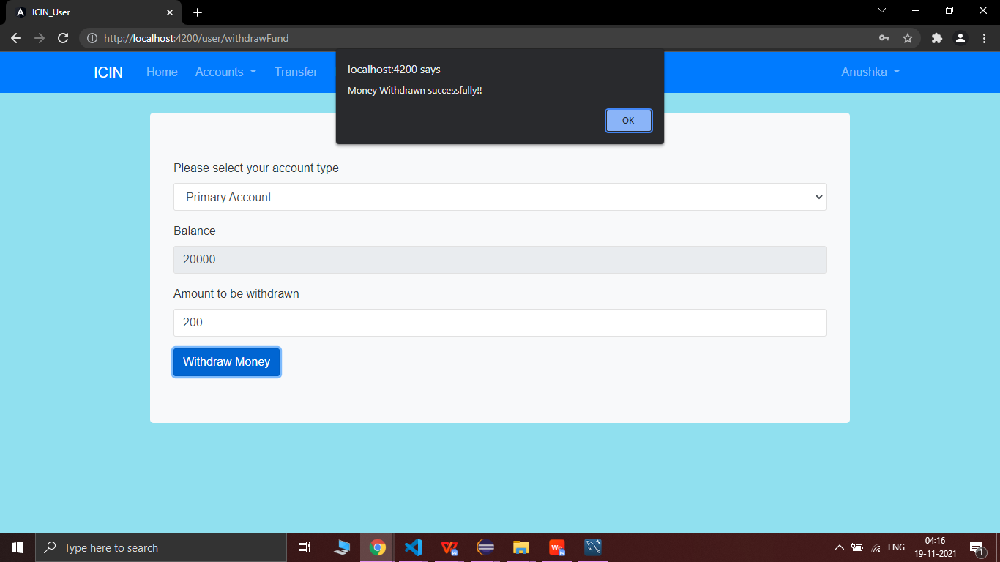 ICIN_User
http://localhost:4200/user/withdrawFund
ICIN Home Accounts Transfer Anushka
localhost:4200 says
Money Withdrawn successfully!!
OK
Please select your account type
Primary Account
Balance
20000
Amount to be withdrawn
200
Withdraw Money
Type here to search
ENG
04:16
19-11-2021
1